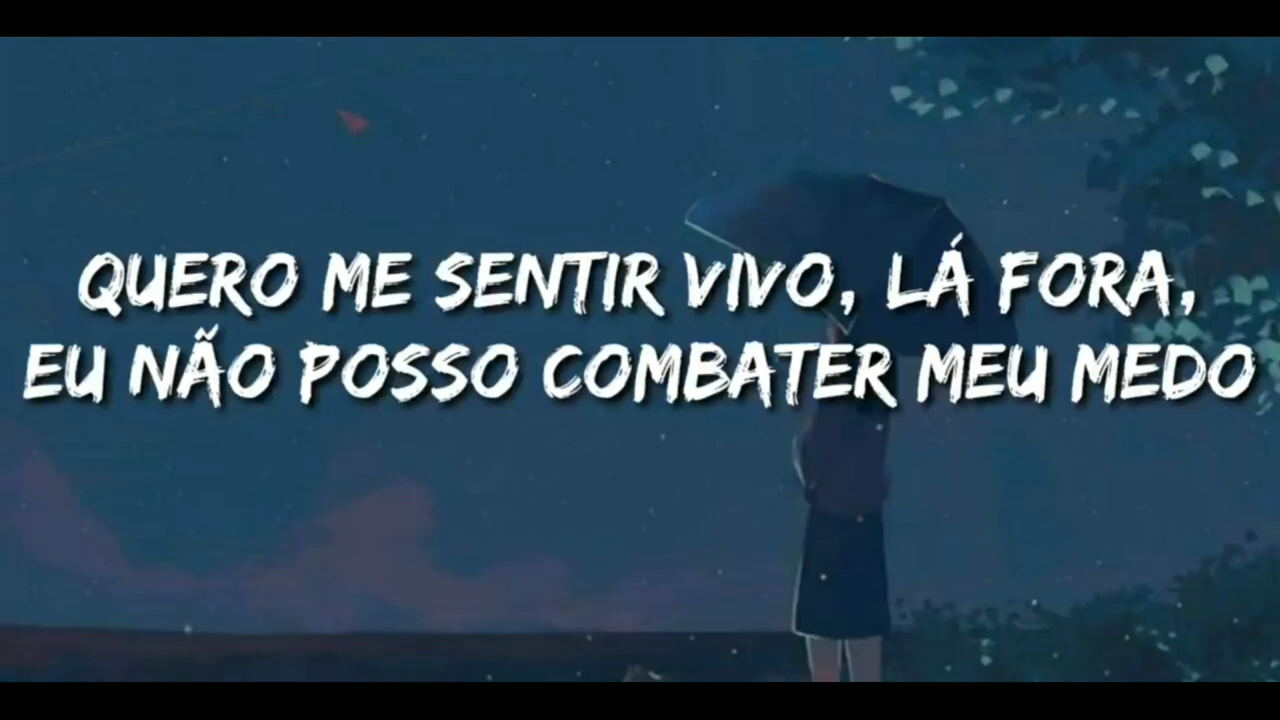 QUERO ME SENTIR VIVO, LÁ FORA,
EU NÃO POSSO COMBATER MEU MEDO